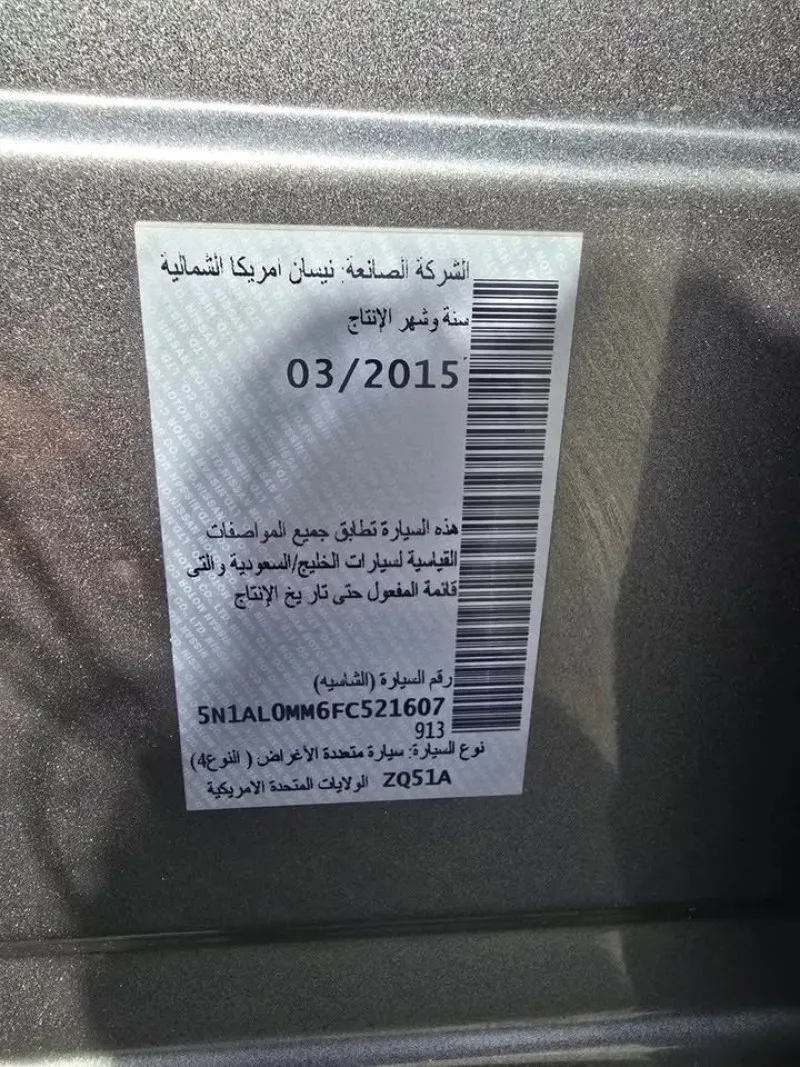 الشركة الصانعة: نيسان امريكا الشمالية
سنة وشهر الإنتاج
03/2015
هذه السيارة تطابق جميع المواصفات
القياسية لسيارات الخليج/السعودية والتى
قائمة المفعول حتى تاريخ الإنتاج
رقم السيارة (الشاسيه)
5N1AL0MM6FC521607
913
نوع السيارة: سيارة متعددة الأغراض ( النوع4)
ZQ51A الولايات المتحدة الامريكية